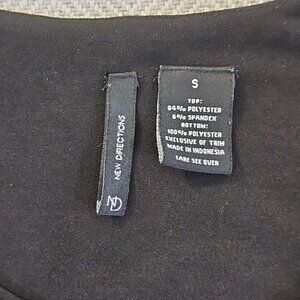 NEW DIRECTIONS
ND
S
TOP:
94% POLYESTER
6% SPANDEX
BOTTOM:
100% POLYESTER
EXCLUSIVE OF TRIM
MADE IN INDONESIA
CARE SEE OVER